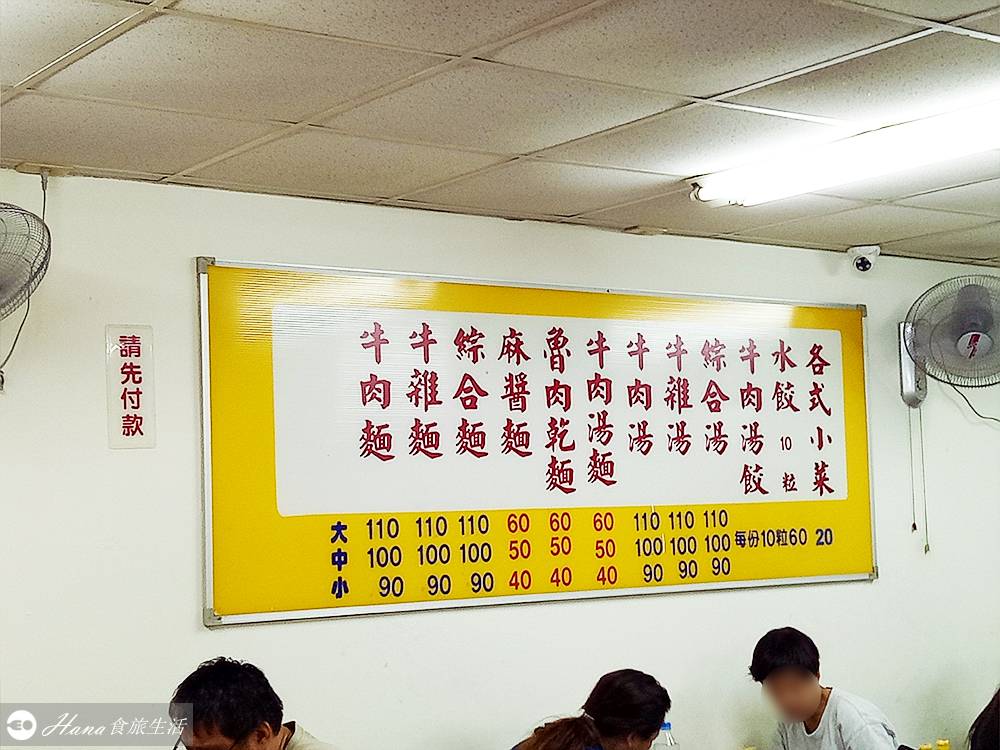 請先付款
牛肉麵
牛雜麵
綜合麵
麻醬麵
魯肉乾麵
牛肉湯麵
牛肉湯
牛雜湯
綜合湯
牛肉湯餃
水餃10粒
各式小菜
大 110 110 110 60 60 60 110 110 110
中 100 100 100 50 50 50 100 100 100 每份10粒60 20
小 90 90 90 40 40 40 90 90 90
Hana食旅生活